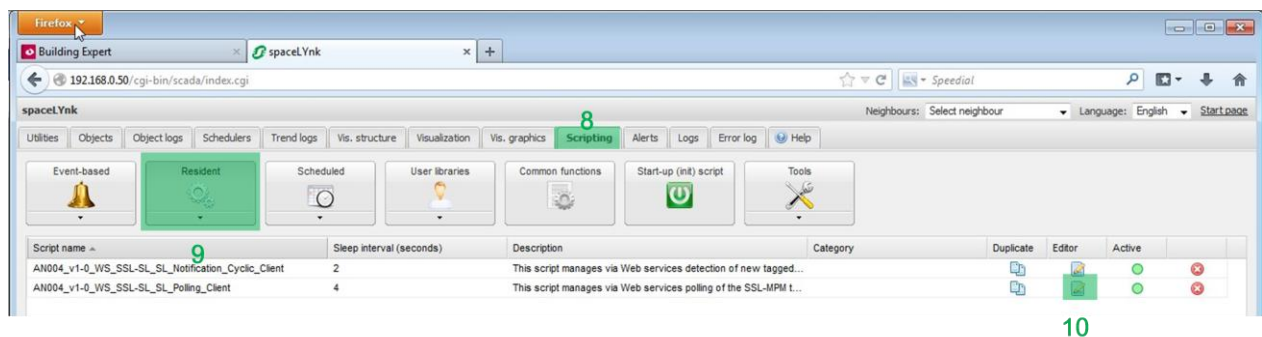 Firefox
Building Expert
spaceLYnk
192.168.0.50/cgi-bin/scada/index.cgi
Speedial
spaceLYnk
Neighbours: Select neighbour Language: English Start page
8
Utilities Objects Object logs Schedulers Trend logs Vis. structure Visualization Vis. graphics Scripting Alerts Logs Error log Help
Event-based Resident Scheduled User libraries Common functions Start-up (init) script Tools
Script name Sleep interval (seconds) Description Category Duplicate Editor Active
9
AN004_v1-0_WS_SSL-SL_SL_Notification_Cyclic_Client 2 This script manages via Web services detection of new tagged...
AN004_v1-0_WS_SSL-SL_SL_Polling_Client 4 This script manages via Web services polling of the SSL-MPM t...
10